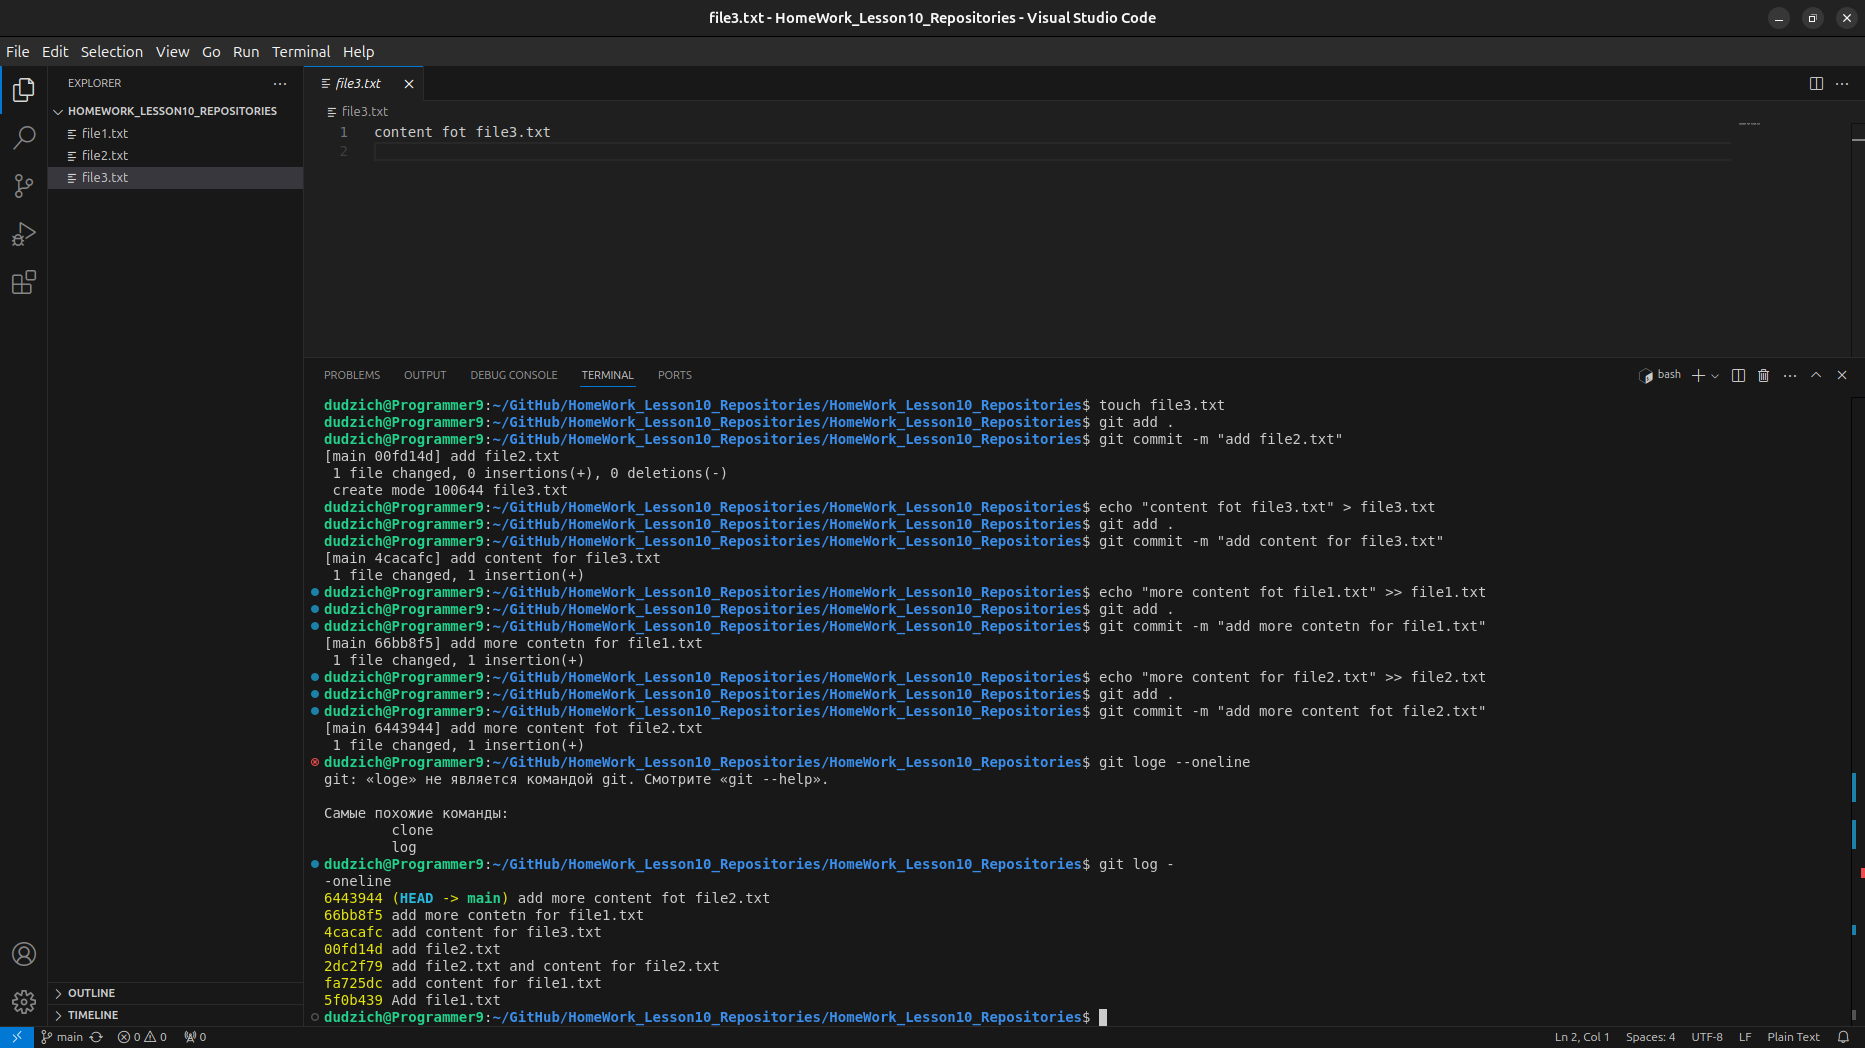 file3.txt - HomeWork_Lesson10_Repositories - Visual Studio Code
File Edit Selection View Go Run Terminal Help
EXPLORER
HOMEWORK_LESSON10_REPOSITORIES
file1.txt
file2.txt
file3.txt
file3.txt
file3.txt
1 content fot file3.txt
2
PROBLEMS OUTPUT DEBUG CONSOLE TERMINAL PORTS
bash
dudzich@Programmer9:~/GitHub/HomeWork_Lesson10_Repositories/HomeWork_Lesson10_Repositories$ touch file3.txt
dudzich@Programmer9:~/GitHub/HomeWork_Lesson10_Repositories/HomeWork_Lesson10_Repositories$ git add .
dudzich@Programmer9:~/GitHub/HomeWork_Lesson10_Repositories/HomeWork_Lesson10_Repositories$ git commit -m "add file2.txt"
[main 00fd14d] add file2.txt
1 file changed, 0 insertions(+), 0 deletions(-)
create mode 100644 file3.txt
dudzich@Programmer9:~/GitHub/HomeWork_Lesson10_Repositories/HomeWork_Lesson10_Repositories$ echo "content fot file3.txt" > file3.txt
dudzich@Programmer9:~/GitHub/HomeWork_Lesson10_Repositories/HomeWork_Lesson10_Repositories$ git add .
dudzich@Programmer9:~/GitHub/HomeWork_Lesson10_Repositories/HomeWork_Lesson10_Repositories$ git commit -m "add content for file3.txt"
[main 4cacafc] add content for file3.txt
1 file changed, 1 insertion(+)
dudzich@Programmer9:~/GitHub/HomeWork_Lesson10_Repositories/HomeWork_Lesson10_Repositories$ echo "more content fot file1.txt" >> file1.txt
dudzich@Programmer9:~/GitHub/HomeWork_Lesson10_Repositories/HomeWork_Lesson10_Repositories$ git add .
dudzich@Programmer9:~/GitHub/HomeWork_Lesson10_Repositories/HomeWork_Lesson10_Repositories$ git commit -m "add more contetn for file1.txt"
[main 66bb8f5] add more contetn for file1.txt
1 file changed, 1 insertion(+)
dudzich@Programmer9:~/GitHub/HomeWork_Lesson10_Repositories/HomeWork_Lesson10_Repositories$ echo "more content for file2.txt" >> file2.txt
dudzich@Programmer9:~/GitHub/HomeWork_Lesson10_Repositories/HomeWork_Lesson10_Repositories$ git add .
dudzich@Programmer9:~/GitHub/HomeWork_Lesson10_Repositories/HomeWork_Lesson10_Repositories$ git commit -m "add more content fot file2.txt"
[main 6443944] add more content fot file2.txt
1 file changed, 1 insertion(+)
dudzich@Programmer9:~/GitHub/HomeWork_Lesson10_Repositories/HomeWork_Lesson10_Repositories$ git loge --oneline
git: «loge» не является командой git. Смотрите «git --help».
Самые похожие команды:
clone
log
dudzich@Programmer9:~/GitHub/HomeWork_Lesson10_Repositories/HomeWork_Lesson10_Repositories$ git log -
-oneline
6443944 (HEAD -> main) add more content fot file2.txt
66bb8f5 add more contetn for file1.txt
4cacafc add content for file3.txt
00fd14d add file2.txt
2dc2f79 add file2.txt and content for file2.txt
fa725dc add content for file1.txt
5f0b439 Add file1.txt
dudzich@Programmer9:~/GitHub/HomeWork_Lesson10_Repositories/HomeWork_Lesson10_Repositories$
OUTLINE
TIMELINE
main 0 0 0 Ln 2, Col 1 Spaces: 4 UTF-8 LF Plain Text